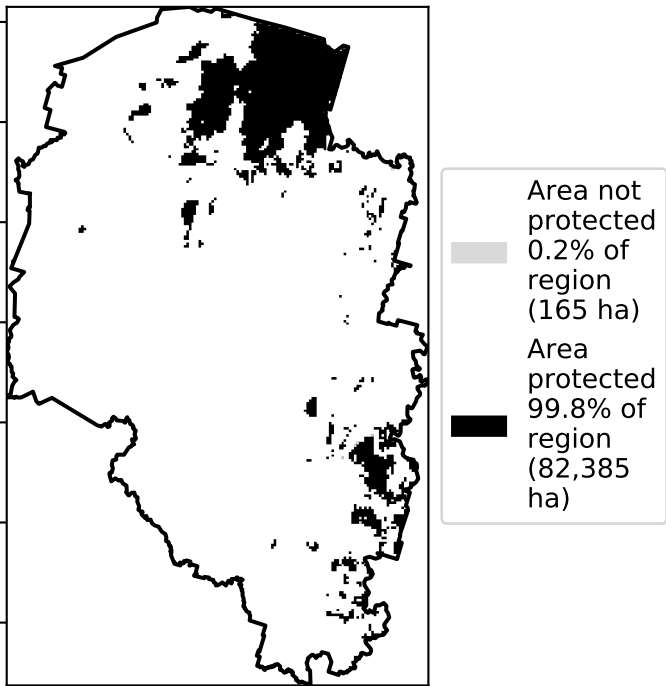 Area not
protected
0.2% of
region
(165 ha)
Area
protected
99.8% of
region
(82,385
ha)